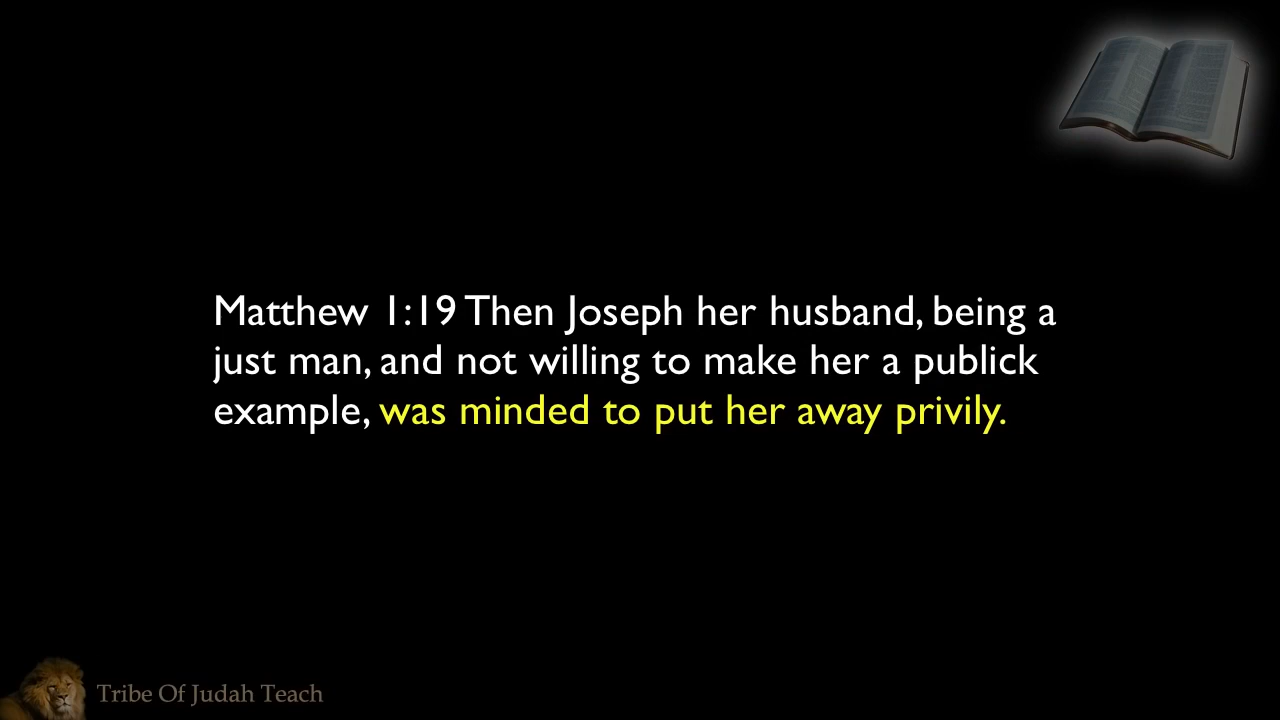 Matthew 1:19 Then Joseph her husband, being a
just man, and not willing to make her a publick
example, was minded to put her away privily.
Tribe Of Judah Teach